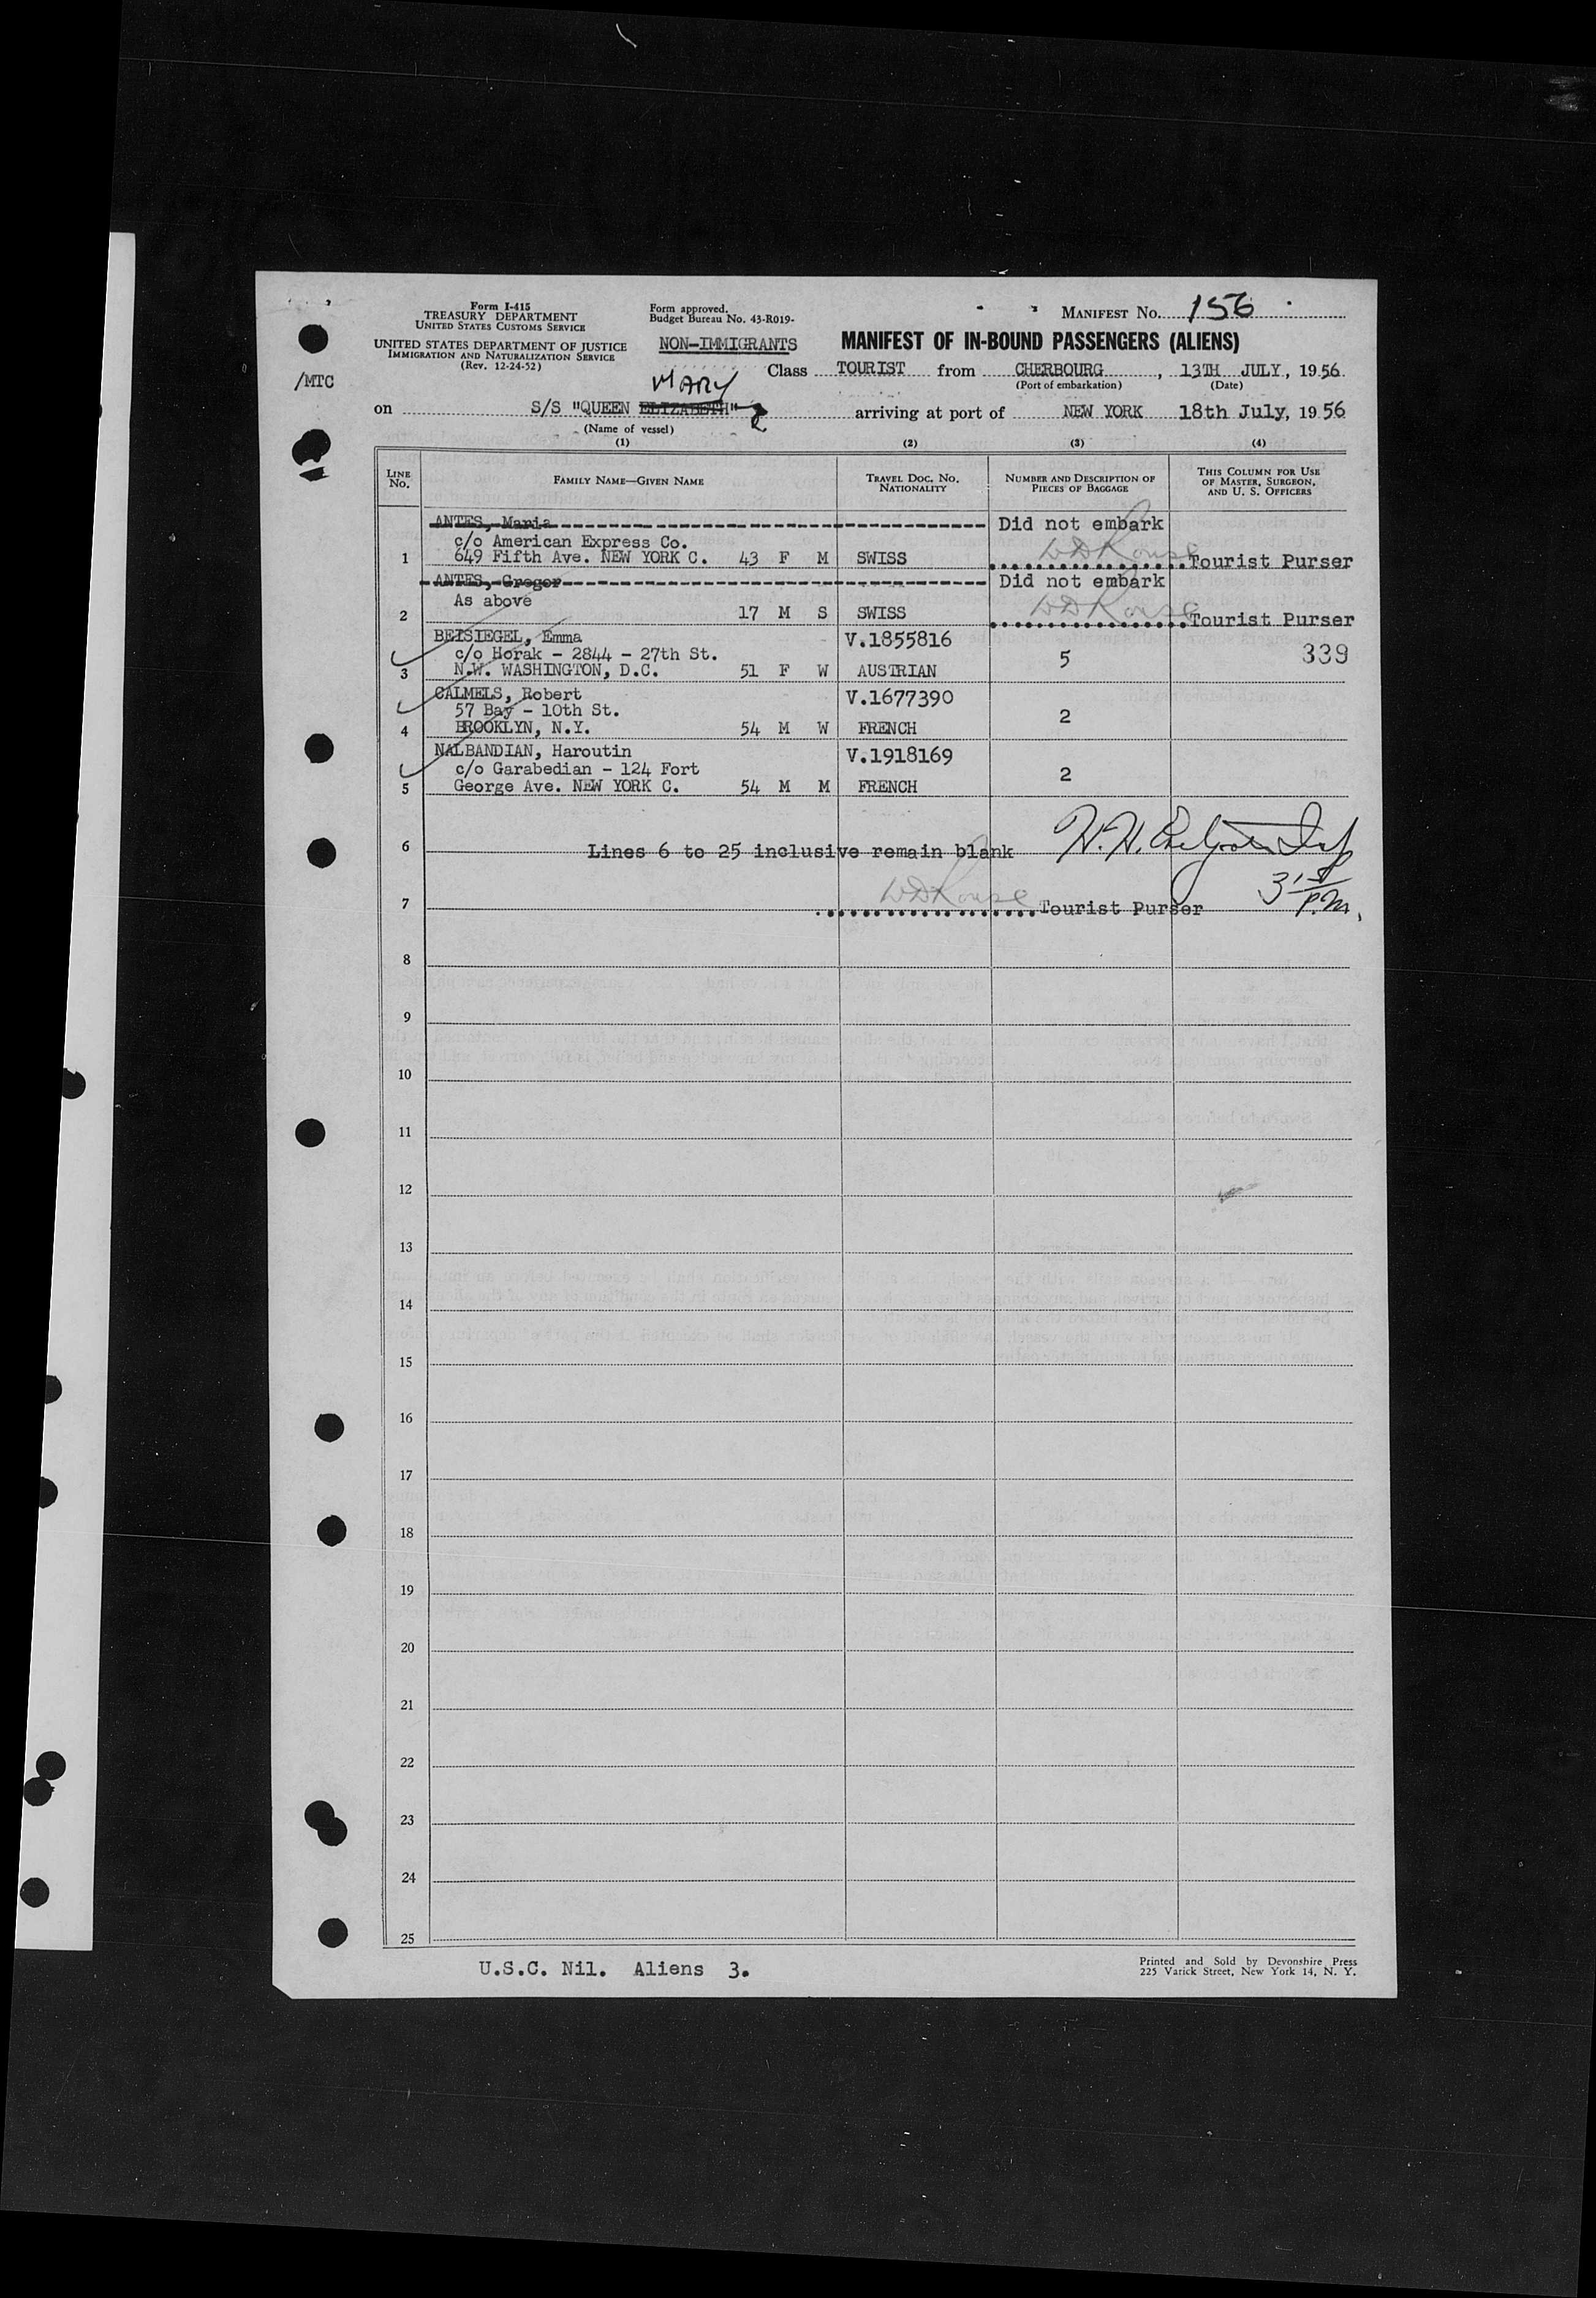 Form I-415
TREASURY DEPARTMENT
UNITED STATES CUSTOMS SERVICE
UNITED STATES DEPARTMENT OF JUSTICE
IMMIGRATION AND NATURALIZATION SERVICE
(Rev. 12-24-52)
Form approved.
Budget Bureau No. 43-R019-
NON-IMMIGRANTS
MANIFEST NO. 156
MANIFEST OF IN-BOUND PASSENGERS (ALIENS)
/MTC
Class TOURIST from CHERBOURG, 13TH JULY, 1956
(Port of embarkation) (Date)
MARY
on S/S "QUEEN ELIZABETH" arriving at port of NEW YORK 18th July, 1956
(Name of vessel)
(1) (2) (3) (4)
LINE NO. FAMILY NAME—GIVEN NAME TRAVEL DOC. NO. NATIONALITY NUMBER AND DESCRIPTION OF PIECES OF BAGGAGE THIS COLUMN FOR USE OF MASTER, SURGEON, AND U. S. OFFICERS
ANTES, Maria Did not embark
c/o American Express Co.
1 649 Fifth Ave. NEW YORK C. 43 F M SWISS WDRouse Tourist Purser
ANTES, Gregor Did not embark
As above
2 17 M S SWISS WDRouse Tourist Purser
BEISIEGEL, Emma V.1855816
c/o Horak - 2844 - 27th St. 5 339
3 N.W. WASHINGTON, D.C. 51 F W AUSTRIAN
CALMELS, Robert V.1677390
57 Bay - 10th St. 2
4 BROOKLYN, N.Y. 54 M W FRENCH
NALBANDIAN, Haroutin V.1918169
c/o Garabedian - 124 Fort 2
5 George Ave. NEW YORK C. 54 M M FRENCH
6 Lines 6 to 25 inclusive remain blank
7 WDRouse Tourist Purser P.M.
8
9
10
11
12
13
14
15
16
17
18
19
20
21
22
23
24
25
U.S.C. Nil. Aliens 3.
Printed and Sold by Devonshire Press
225 Varick Street, New York 14, N. Y.